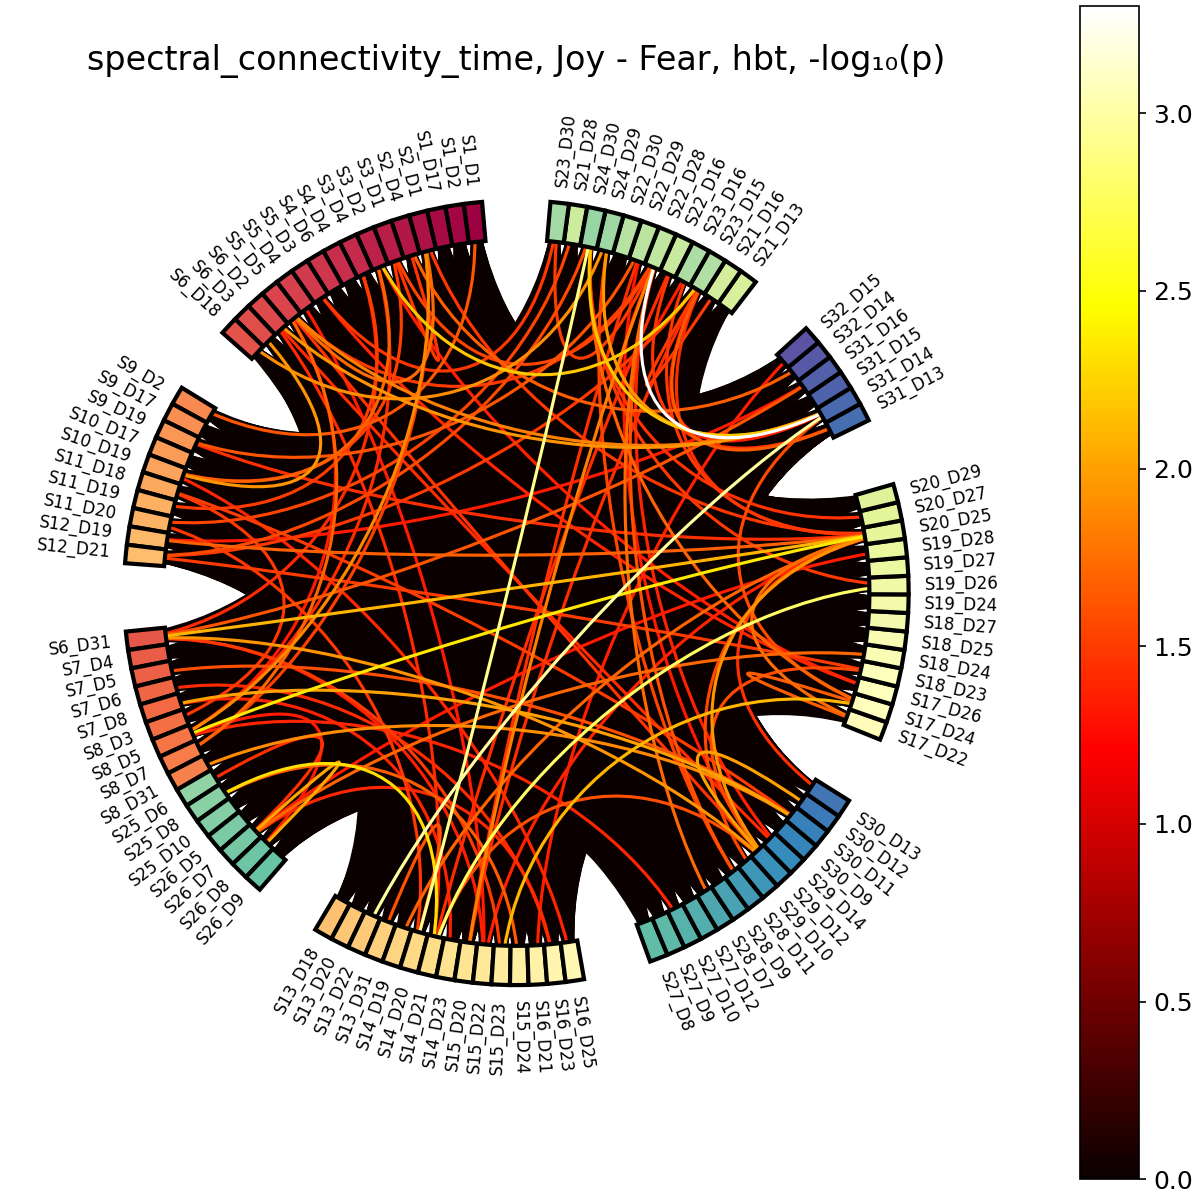 spectral_connectivity_time, Joy - Fear, hbt, -log₁₀(p)
S1_D1
S1_D2
S1_D17
S2_D1
S2_D4
S3_D1
S3_D2
S3_D4
S4_D4
S4_D6
S5_D3
S5_D4
S5_D5
S6_D2
S6_D3
S6_D18
S9_D2
S9_D17
S9_D19
S10_D17
S10_D19
S11_D18
S11_D19
S11_D20
S12_D19
S12_D21
S6_D31
S7_D4
S7_D5
S7_D6
S7_D8
S8_D3
S8_D5
S8_D7
S8_D31
S25_D6
S25_D8
S25_D10
S26_D5
S26_D7
S26_D8
S26_D9
S13_D18
S13_D20
S13_D22
S13_D31
S14_D19
S14_D20
S14_D21
S14_D23
S15_D20
S15_D22
S15_D23
S15_D24
S16_D21
S16_D23
S16_D25
S27_D8
S27_D9
S27_D10
S27_D12
S28_D7
S28_D9
S28_D11
S29_D10
S29_D12
S29_D14
S30_D9
S30_D11
S30_D12
S30_D13
S17_D22
S17_D24
S17_D26
S18_D23
S18_D24
S18_D25
S18_D27
S19_D24
S19_D26
S19_D27
S19_D28
S20_D25
S20_D27
S20_D29
S31_D13
S31_D14
S31_D15
S31_D16
S32_D14
S32_D15
S21_D13
S21_D16
S23_D15
S23_D16
S22_D16
S22_D28
S22_D29
S22_D30
S24_D29
S24_D30
S21_D28
S23_D30
3.0
2.5
2.0
1.5
1.0
0.5
0.0